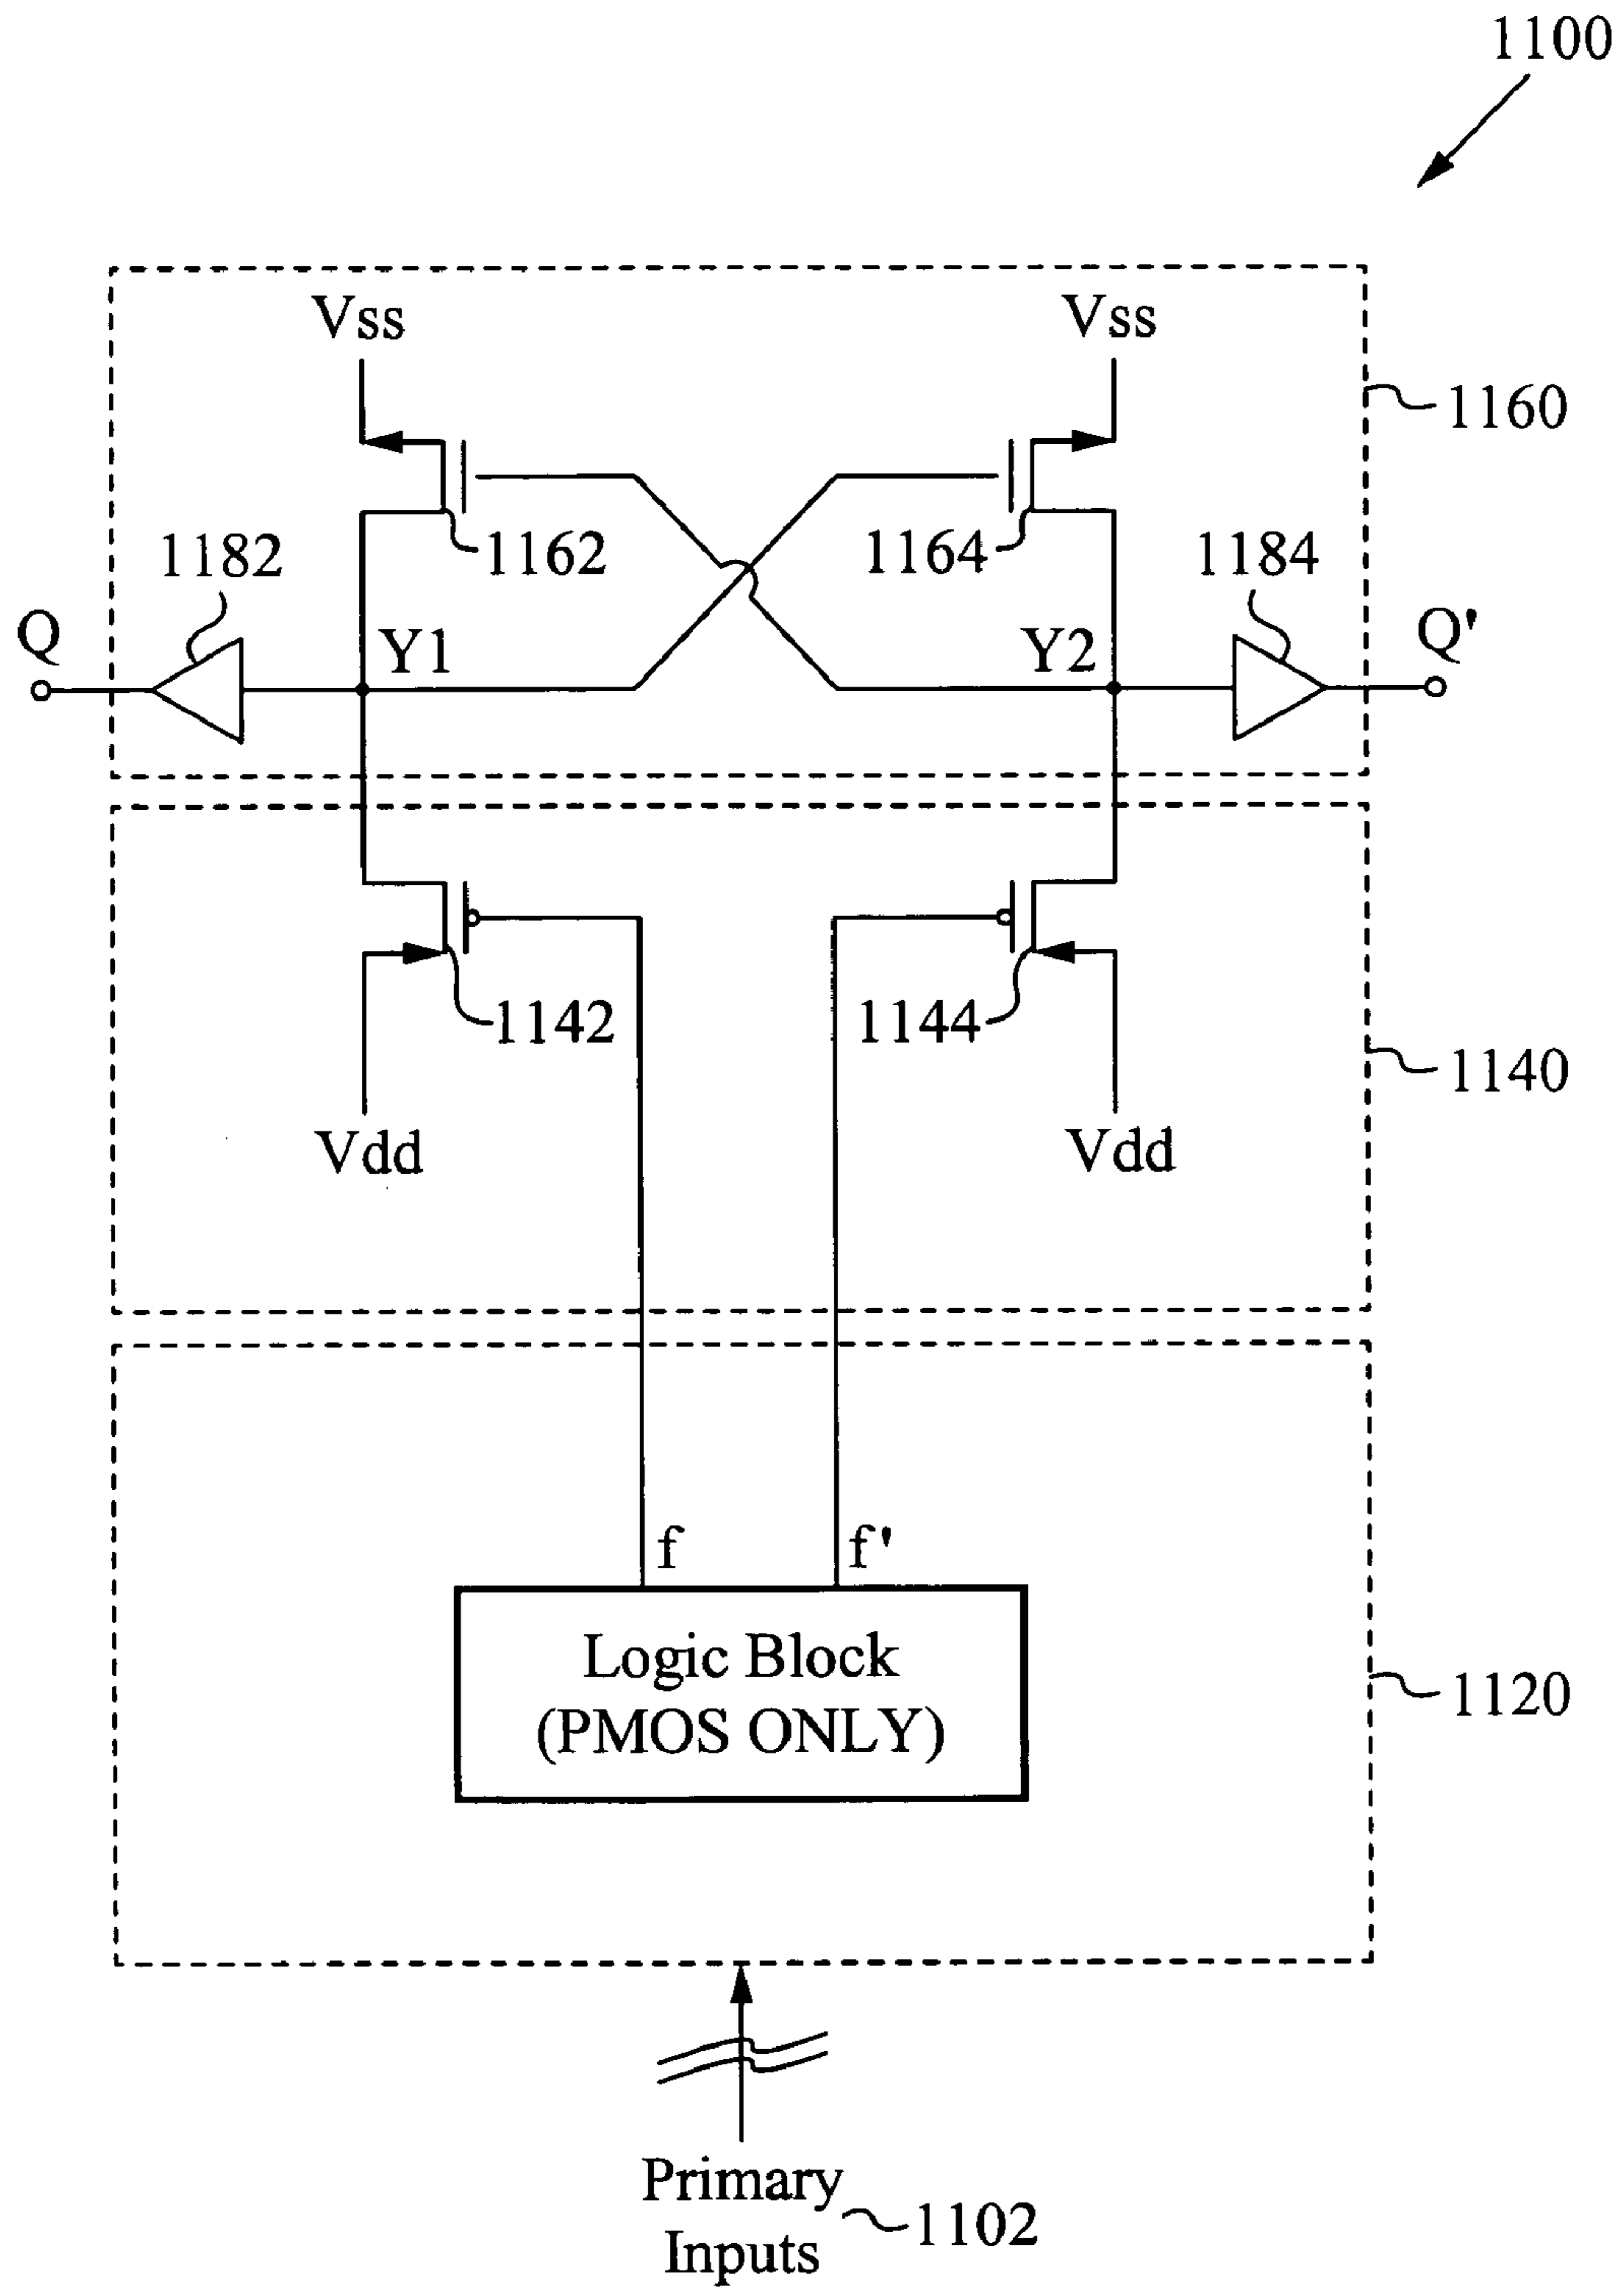 1100
Vss
Vss
1160
1162
1164
1182
1184
Q
Y1
Y2
Q'
1142
1144
1140
Vdd
Vdd
f
f'
Logic Block
(PMOS ONLY)
1120
Primary
Inputs
1102